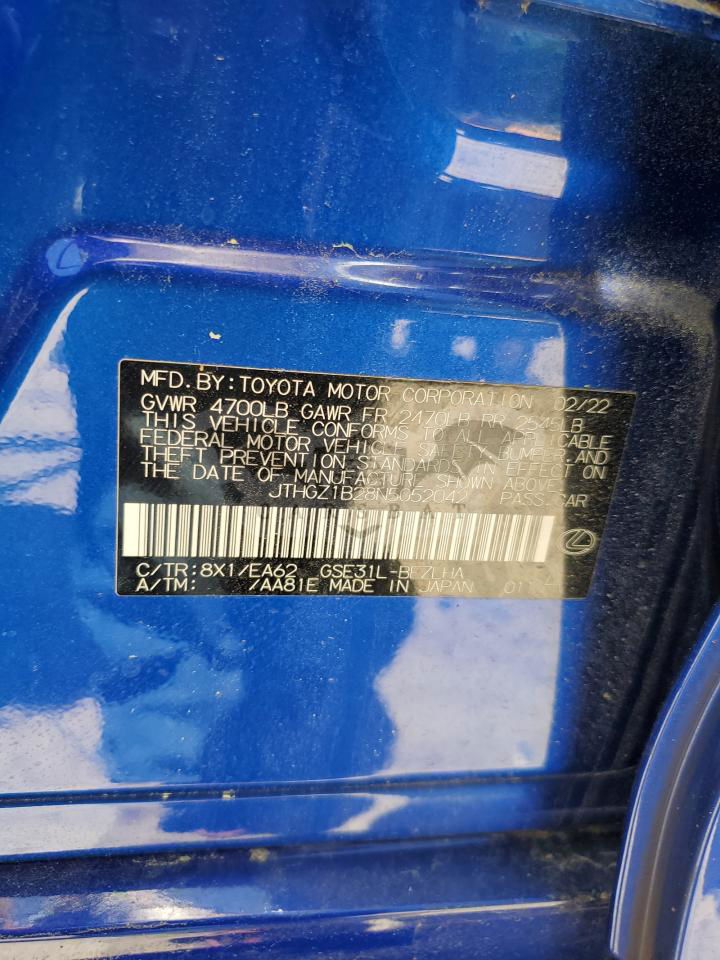 MFD. BY: TOYOTA MOTOR CORPORATION 02/22
GVWR 4700LB GAWR FR 2470LB RR 2545LB
THIS VEHICLE CONFORMS TO ALL APPLICABLE
FEDERAL MOTOR VEHICLE SAFETY, BUMPER, AND
THEFT PREVENTION STANDARDS IN EFFECT ON
THE DATE OF MANUFACTURE SHOWN ABOVE.
JTHGZ1B28N5052042 PASS. CAR
C/TR: 8X1/EA62 GSE31L-BEZLHA
A/TM: /AA81E MADE IN JAPAN